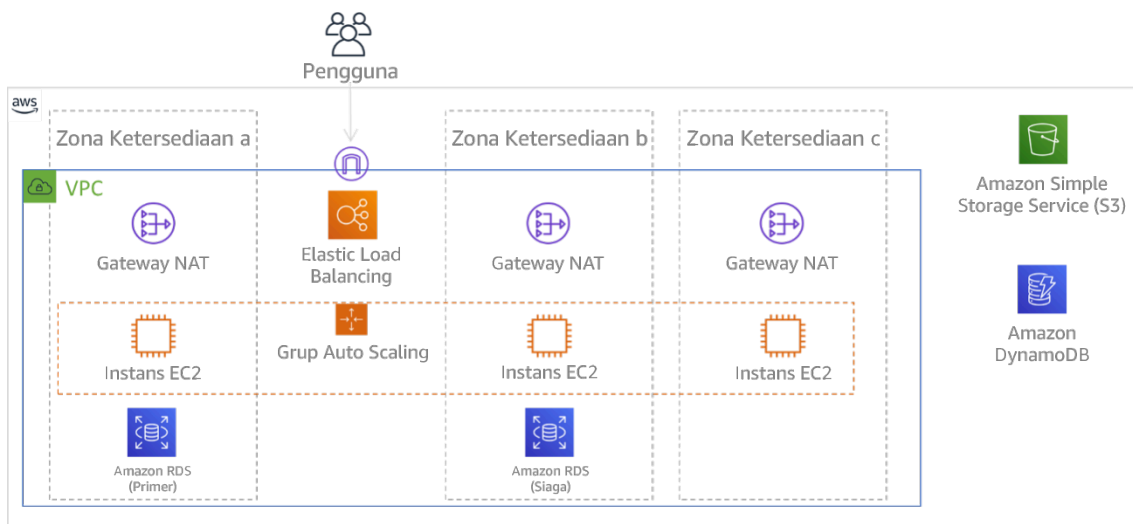 Pengguna
aws
Zona Ketersediaan a
Zona Ketersediaan b
Zona Ketersediaan c
VPC
Gateway NAT
Elastic Load
Balancing
Gateway NAT
Gateway NAT
Amazon Simple
Storage Service (S3)
Instans EC2
Grup Auto Scaling
Instans EC2
Instans EC2
Amazon
DynamoDB
Amazon RDS
(Primer)
Amazon RDS
(Siaga)